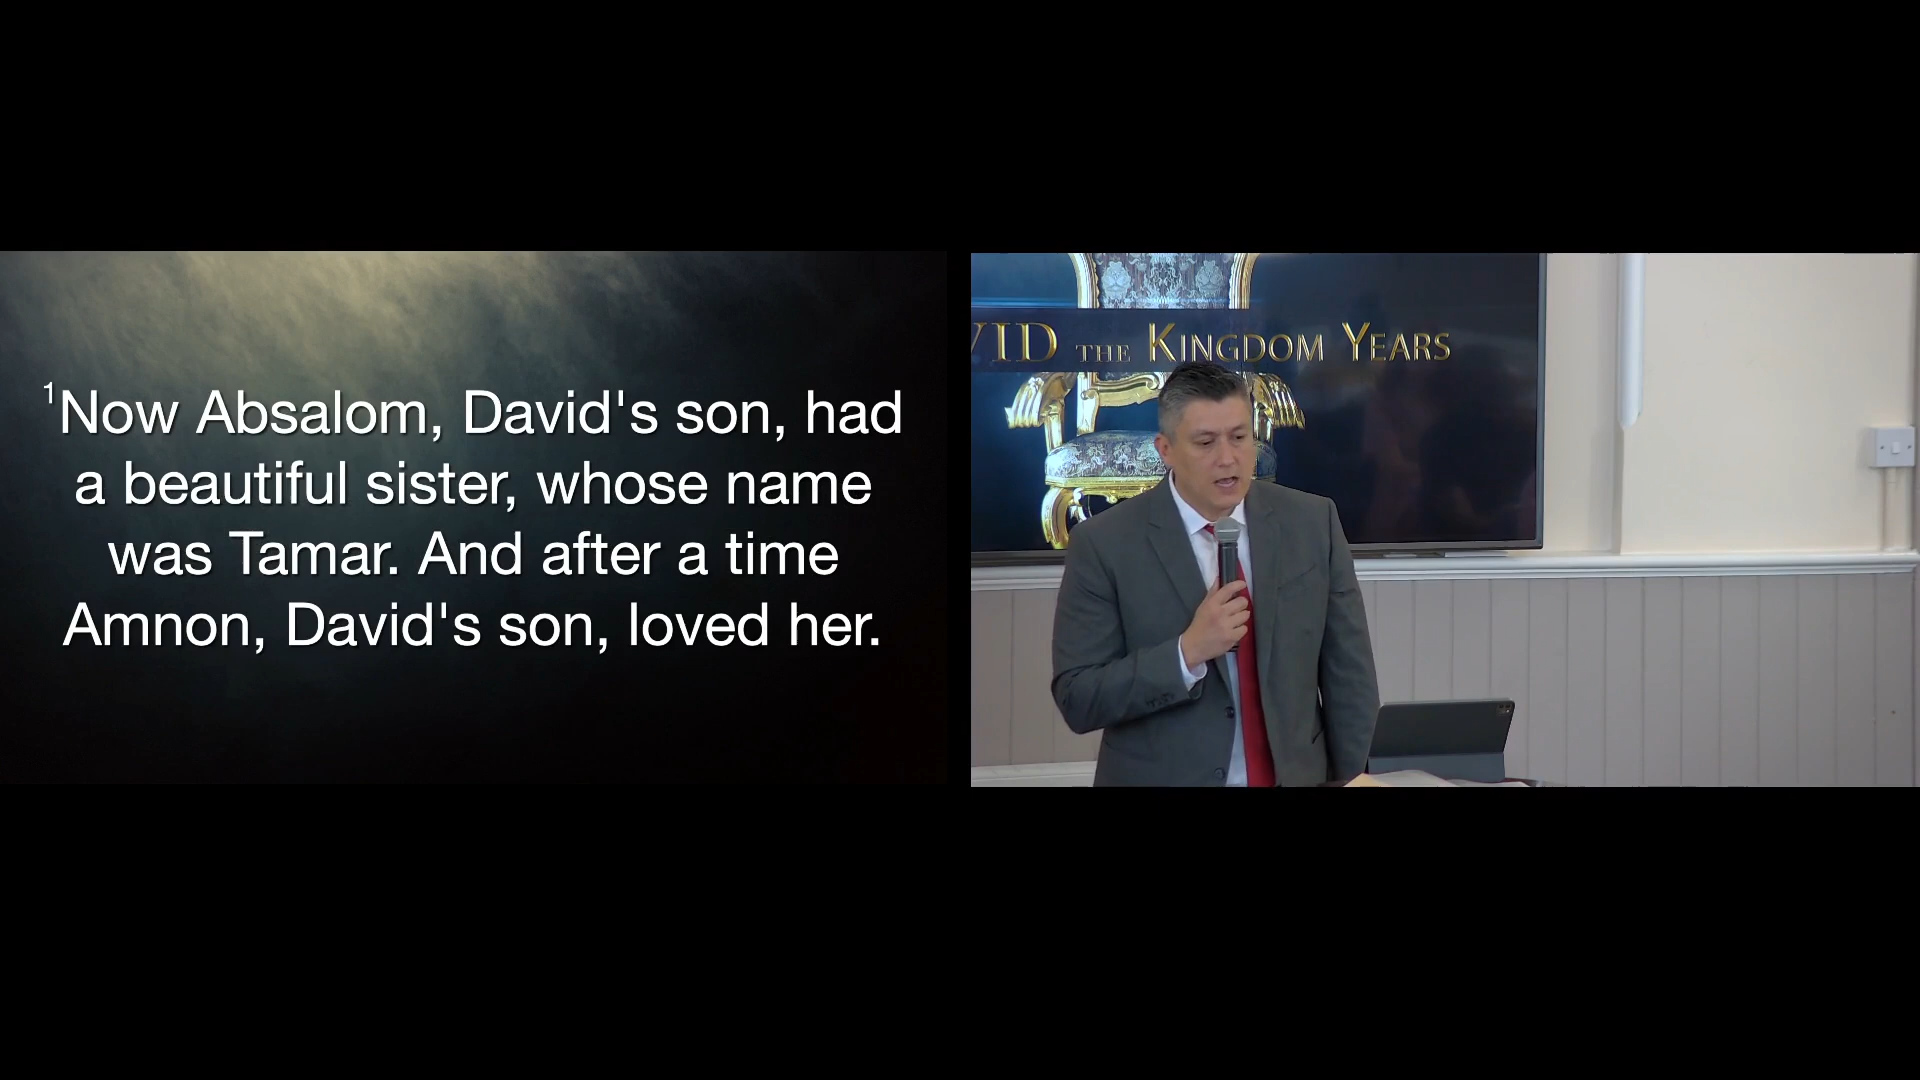 ¹Now Absalom, David's son, had
a beautiful sister, whose name
was Tamar. And after a time
Amnon, David's son, loved her.
VID THE KINGDOM YEARS